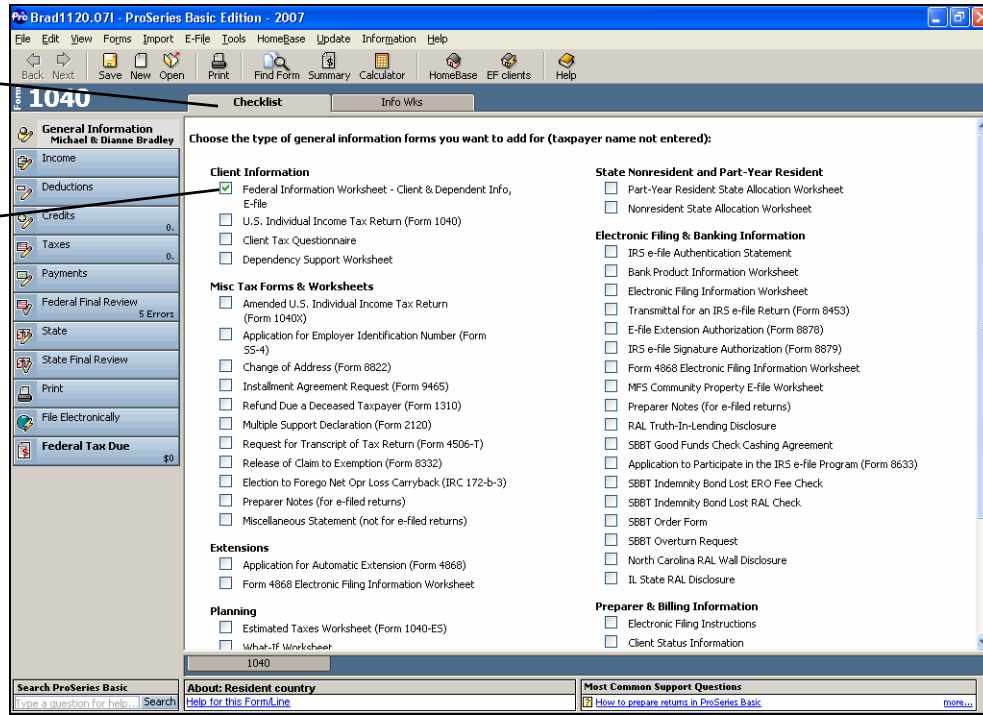 Brad1120.07I - ProSeries Basic Edition - 2007
File Edit View Forms Import E-File Tools HomeBase Update Information Help
Back Next Save New Open Print Find Form Summary Calculator HomeBase EF clients Help
Form 1040
Checklist Info Wks
General Information
Michael & Dianne Bradley
Income
Deductions
Credits
0.
Taxes
0.
Payments
Federal Final Review
5 Errors
State
State Final Review
Print
File Electronically
Federal Tax Due
$0
Choose the type of general information forms you want to add for (taxpayer name not entered):
Client Information
Federal Information Worksheet - Client & Dependent Info,
E-file
U.S. Individual Income Tax Return (Form 1040)
Client Tax Questionnaire
Dependency Support Worksheet
Misc Tax Forms & Worksheets
Amended U.S. Individual Income Tax Return
(Form 1040X)
Application for Employer Identification Number (Form
SS-4)
Change of Address (Form 8822)
Installment Agreement Request (Form 9465)
Refund Due a Deceased Taxpayer (Form 1310)
Multiple Support Declaration (Form 2120)
Request for Transcript of Tax Return (Form 4506-T)
Release of Claim to Exemption (Form 8332)
Election to Forego Net Opr Loss Carryback (IRC 172-b-3)
Preparer Notes (for e-filed returns)
Miscellaneous Statement (not for e-filed returns)
Extensions
Application for Automatic Extension (Form 4868)
Form 4868 Electronic Filing Information Worksheet
Planning
Estimated Taxes Worksheet (Form 1040-ES)
What-If Worksheet
State Nonresident and Part-Year Resident
Part-Year Resident State Allocation Worksheet
Nonresident State Allocation Worksheet
Electronic Filing & Banking Information
IRS e-file Authentication Statement
Bank Product Information Worksheet
Electronic Filing Information Worksheet
Transmittal for an IRS e-file Return (Form 8453)
E-file Extension Authorization (Form 8878)
IRS e-file Signature Authorization (Form 8879)
Form 4868 Electronic Filing Information Worksheet
MFS Community Property E-file Worksheet
Preparer Notes (for e-filed returns)
RAL Truth-In-Lending Disclosure
SBBT Good Funds Check Cashing Agreement
Application to Participate in the IRS e-file Program (Form 8633)
SBBT Indemnity Bond Lost ERO Fee Check
SBBT Indemnity Bond Lost RAL Check
SBBT Order Form
SBBT Overturn Request
North Carolina RAL Wall Disclosure
IL State RAL Disclosure
Preparer & Billing Information
Electronic Filing Instructions
Client Status Information
1040
Search ProSeries Basic
Type a question for help... Search
About: Resident country
Help for this Form/Line
Most Common Support Questions
How to prepare returns in ProSeries Basic more...